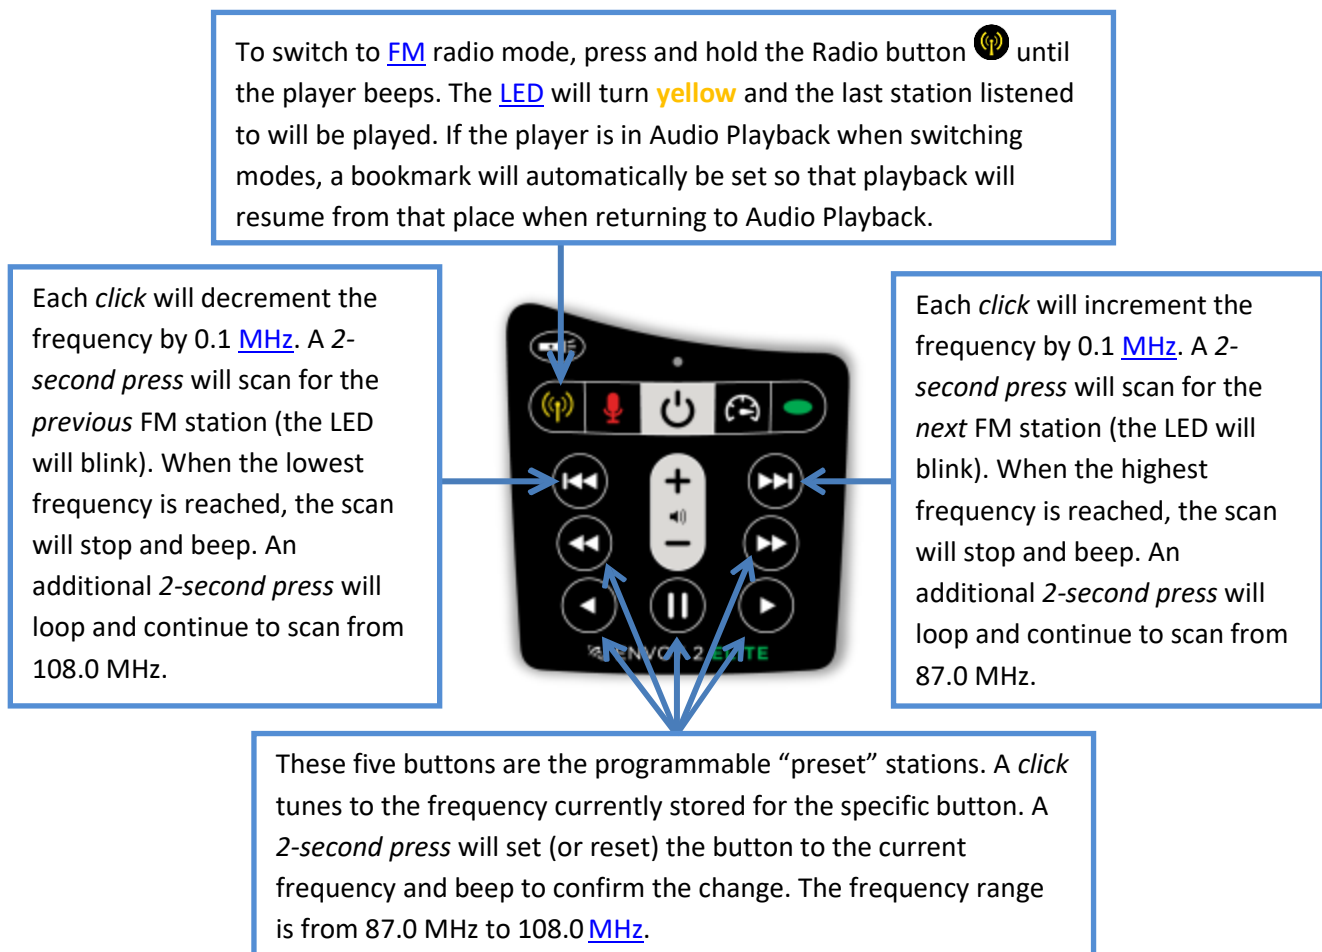 To switch to FM radio mode, press and hold the Radio button until
the player beeps. The LED will turn yellow and the last station listened
to will be played. If the player is in Audio Playback when switching
modes, a bookmark will automatically be set so that playback will
resume from that place when returning to Audio Playback.
Each click will decrement the
frequency by 0.1 MHz. A 2-
second press will scan for the
previous FM station (the LED
will blink). When the lowest
frequency is reached, the scan
will stop and beep. An
additional 2-second press will
loop and continue to scan from
108.0 MHz.
Each click will increment the
frequency by 0.1 MHz. A 2-
second press will scan for the
next FM station (the LED will
blink). When the highest
frequency is reached, the scan
will stop and beep. An
additional 2-second press will
loop and continue to scan from
87.0 MHz.
These five buttons are the programmable “preset” stations. A click
tunes to the frequency currently stored for the specific button. A
2-second press will set (or reset) the button to the current
frequency and beep to confirm the change. The frequency range
is from 87.0 MHz to 108.0 MHz.